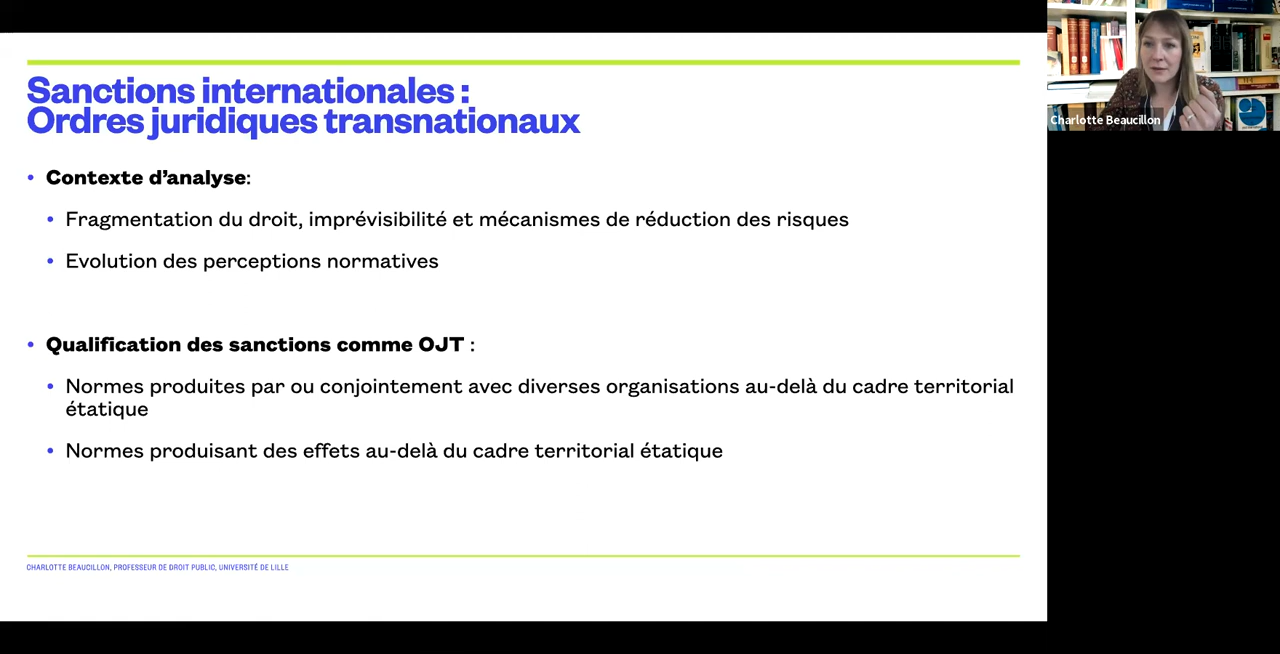 Sanctions internationales :
Ordres juridiques transnationaux
• Contexte d’analyse:
• Fragmentation du droit, imprévisibilité et mécanismes de réduction des risques
• Evolution des perceptions normatives
• Qualification des sanctions comme OJT :
• Normes produites par ou conjointement avec diverses organisations au-delà du cadre territorial
étatique
• Normes produisant des effets au-delà du cadre territorial étatique
CHARLOTTE BEAUCILLON, PROFESSEUR DE DROIT PUBLIC, UNIVERSITÉ DE LILLE
Charlotte Beaucillon